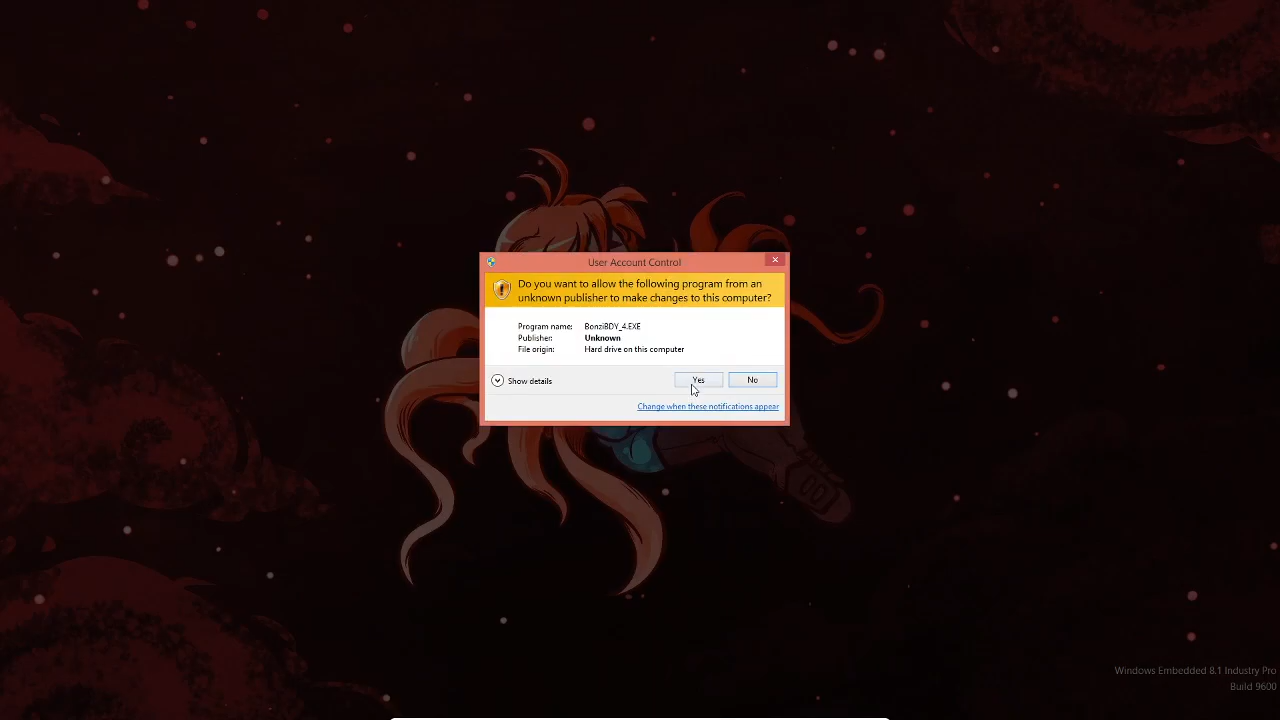 User Account Control
Do you want to allow the following program from an
unknown publisher to make changes to this computer?
Program name: BonziBDY_4.EXE
Publisher: Unknown
File origin: Hard drive on this computer
Show details
Yes
No
Change when these notifications appear
Windows Embedded 8.1 Industry Pro
Build 9600